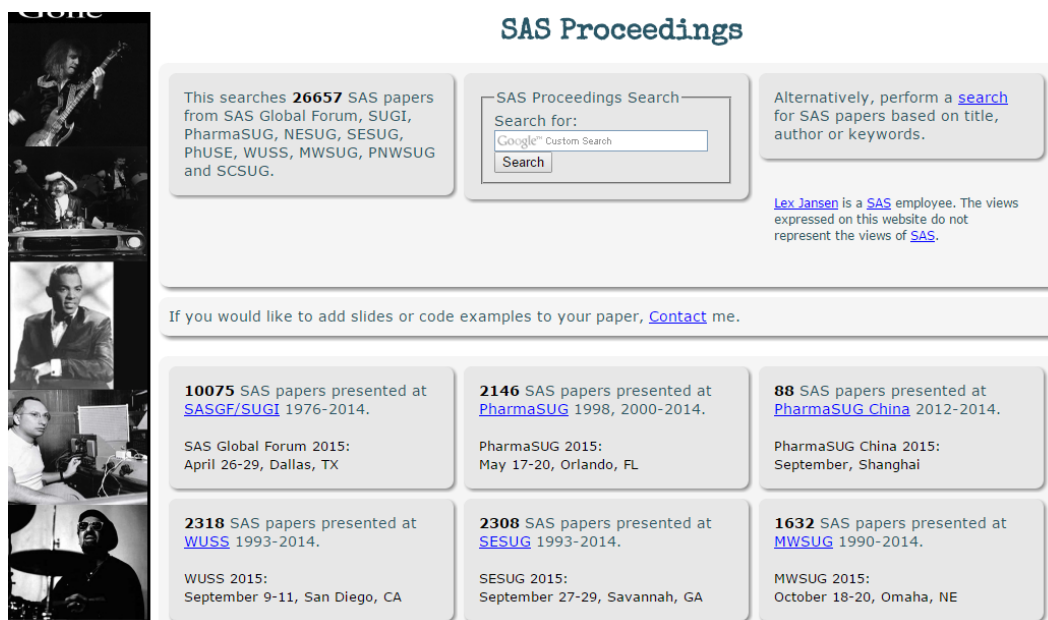 SAS Proceedings
This searches 26657 SAS papers
from SAS Global Forum, SUGI,
PharmaSUG, NESUG, SESUG,
PhUSE, WUSS, MWSUG, PNWSUG
and SCSUG.
SAS Proceedings Search
Search for:
Google™ Custom Search
Search
Alternatively, perform a search
for SAS papers based on title,
author or keywords.
Lex Jansen is a SAS employee. The views
expressed on this website do not
represent the views of SAS.
If you would like to add slides or code examples to your paper, Contact me.
10075 SAS papers presented at
SASGF/SUGI 1976-2014.
SAS Global Forum 2015:
April 26-29, Dallas, TX
2146 SAS papers presented at
PharmaSUG 1998, 2000-2014.
PharmaSUG 2015:
May 17-20, Orlando, FL
88 SAS papers presented at
PharmaSUG China 2012-2014.
PharmaSUG China 2015:
September, Shanghai
2318 SAS papers presented at
WUSS 1993-2014.
WUSS 2015:
September 9-11, San Diego, CA
2308 SAS papers presented at
SESUG 1993-2014.
SESUG 2015:
September 27-29, Savannah, GA
1632 SAS papers presented at
MWSUG 1990-2014.
MWSUG 2015:
October 18-20, Omaha, NE